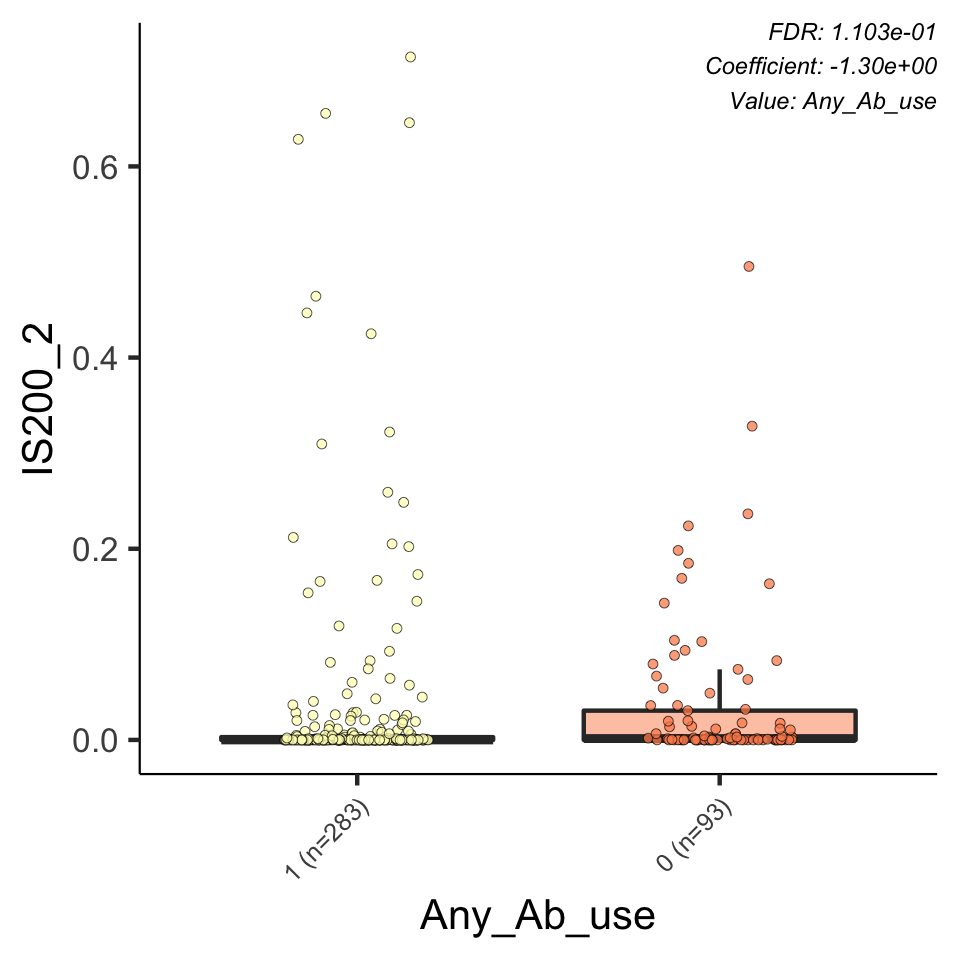 FDR: 1.103e-01
Coefficient: -1.30e+00
Value: Any_Ab_use
IS200_2
0.6
0.4
0.2
0.0
1 (n=283)
0 (n=93)
Any_Ab_use